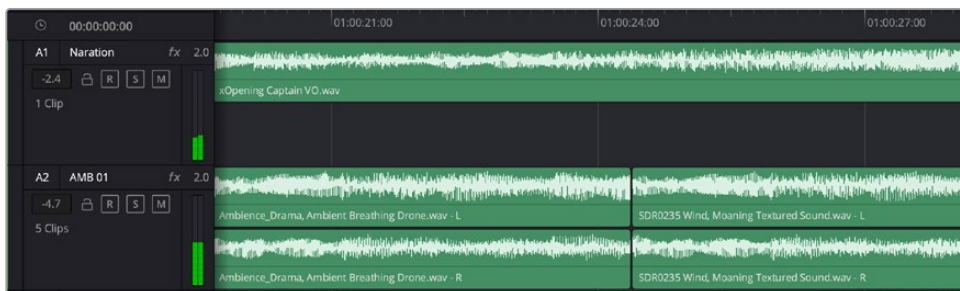 00:00:00:00
01:00:21:00 01:00:24:00 01:00:27:00
A1 Naration fx 2.0
-2.4 R S M
1 Clip
xOpening Captain VO.wav
A2 AMB 01 fx 2.0
-4.7 R S M
5 Clips
Ambience_Drama, Ambient Breathing Drone.wav - L SDR0235 Wind, Moaning Textured Sound.wav - L
Ambience_Drama, Ambient Breathing Drone.wav - R SDR0235 Wind, Moaning Textured Sound.wav - R